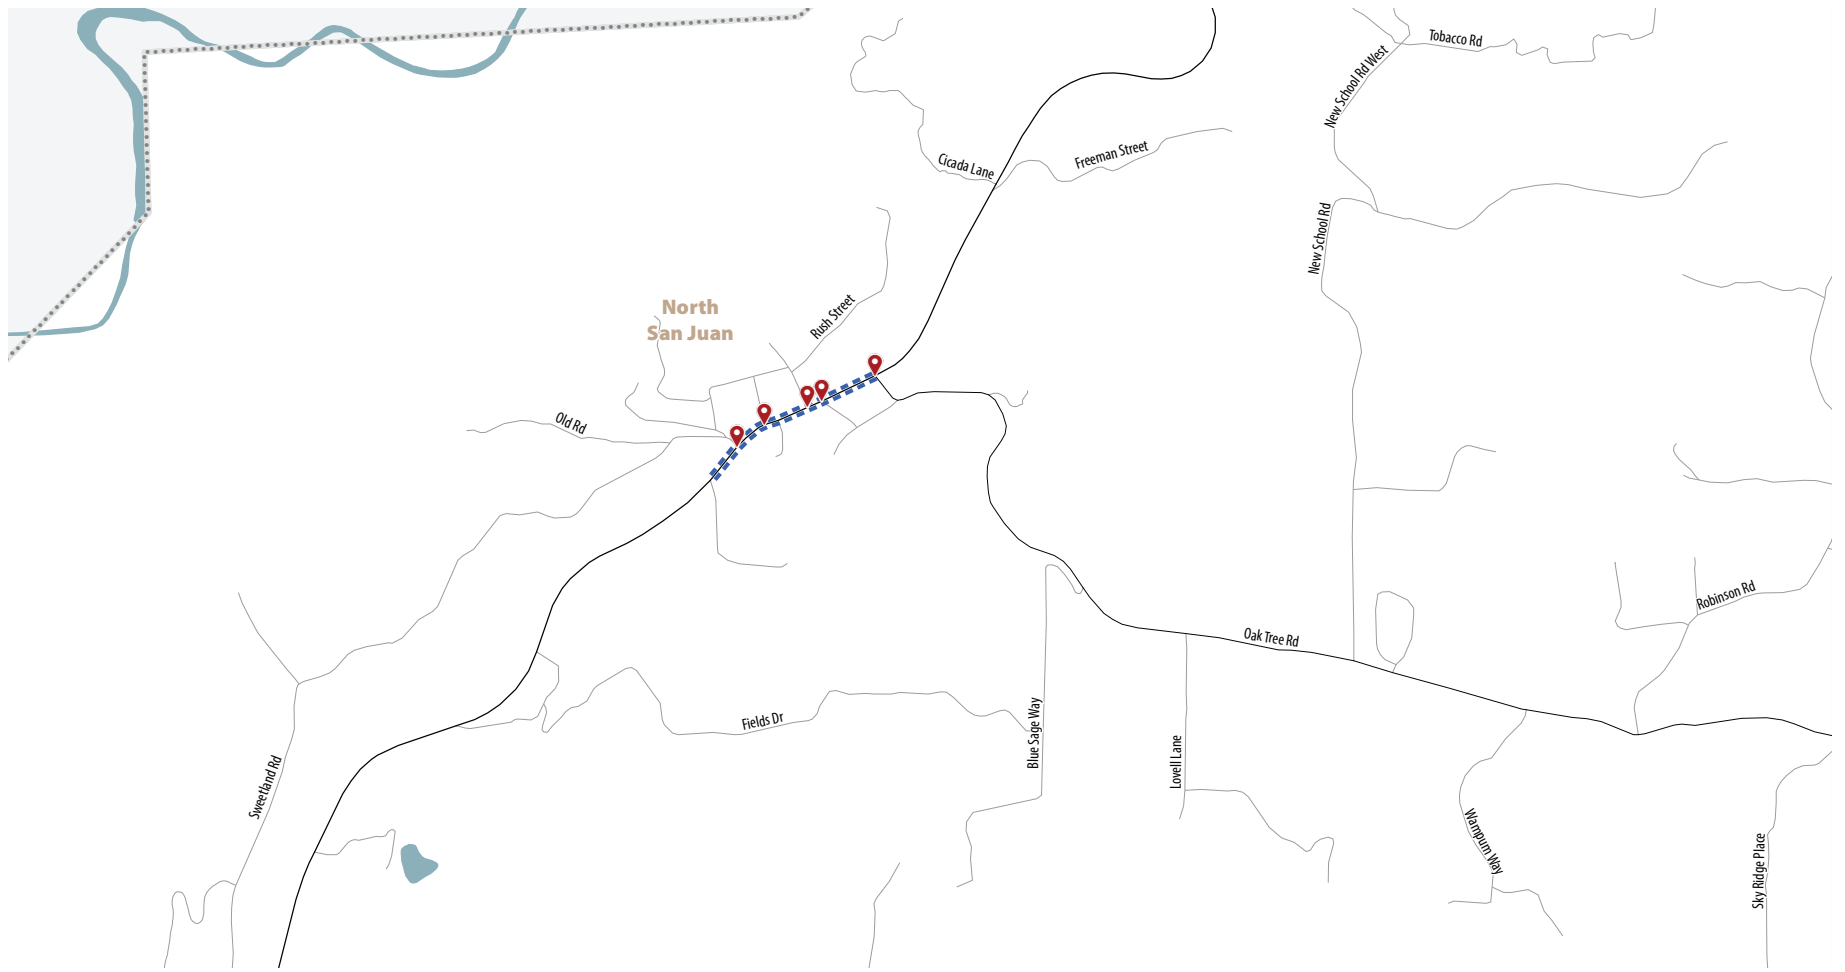 Tobacco Rd
New School Rd West
Cicada Lane
Freeman Street
New School Rd
North
San Juan
Rush Street
Old Rd
Robinson Rd
Oak Tree Rd
Fields Dr
Blue Sage Way
Lovell Lane
Sweetland Rd
Wampum Way
Sky Ridge Place